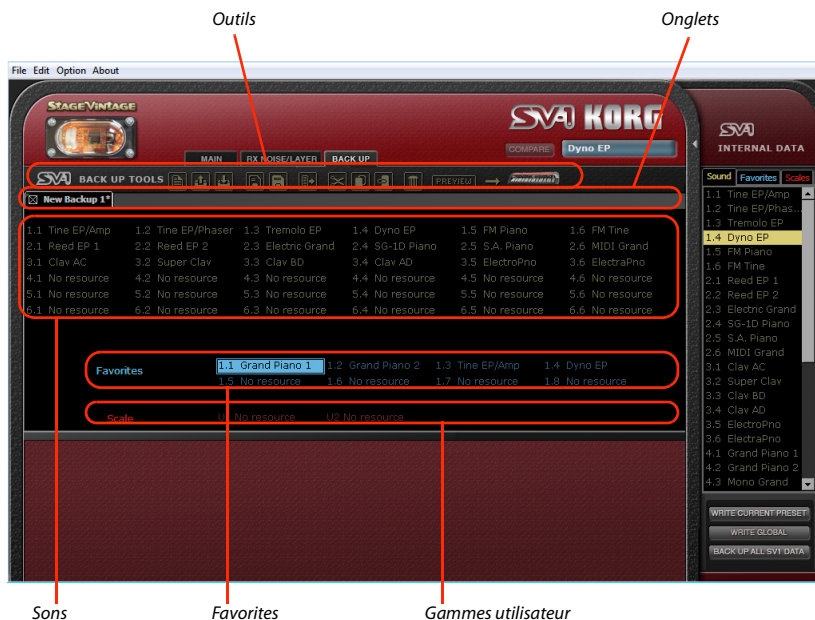 Outils Onglets
File Edit Option About
STAGEVINTAGE
SV1 KORG
SV1
INTERNAL DATA
MAIN RX NOISE/LAYER BACK UP
COMPARE Dyno EP
SV1 BACK UP TOOLS PREVIEW
New Backup 1*
1.1 Tine EP/Amp 1.2 Tine EP/Phaser 1.3 Tremolo EP 1.4 Dyno EP 1.5 FM Piano 1.6 FM Tine
2.1 Reed EP 1 2.2 Reed EP 2 2.3 Electric Grand 2.4 SG-1D Piano 2.5 S.A. Piano 2.6 MIDI Grand
3.1 Clav AC 3.2 Super Clav 3.3 Clav BD 3.4 Clav AD 3.5 ElectroPno 3.6 ElectraPno
4.1 No resource 4.2 No resource 4.3 No resource 4.4 No resource 4.5 No resource 4.6 No resource
5.1 No resource 5.2 No resource 5.3 No resource 5.4 No resource 5.5 No resource 5.6 No resource
6.1 No resource 6.2 No resource 6.3 No resource 6.4 No resource 6.5 No resource 6.6 No resource
Favorites
1.1 Grand Piano 1 1.2 Grand Piano 2 1.3 Tine EP/Amp 1.4 Dyno EP
1.5 No resource 1.6 No resource 1.7 No resource 1.8 No resource
Scale U1 No resource U2 No resource
Sound Favorites Scales
1.1 Tine EP/Amp
1.2 Tine EP/Phas...
1.3 Tremolo EP
1.4 Dyno EP
1.5 FM Piano
1.6 FM Tine
2.1 Reed EP 1
2.2 Reed EP 2
2.3 Electric Grand
2.4 SG-1D Piano
2.5 S.A. Piano
2.6 MIDI Grand
3.1 Clav AC
3.2 Super Clav
3.3 Clav BD
3.4 Clav AD
3.5 ElectroPno
3.6 ElectraPno
4.1 Grand Piano 1
4.2 Grand Piano 2
4.3 Mono Grand
WRITE CURRENT PRESET
WRITE GLOBAL
BACK UP ALL SV1 DATA
Sons Favorites Gammes utilisateur